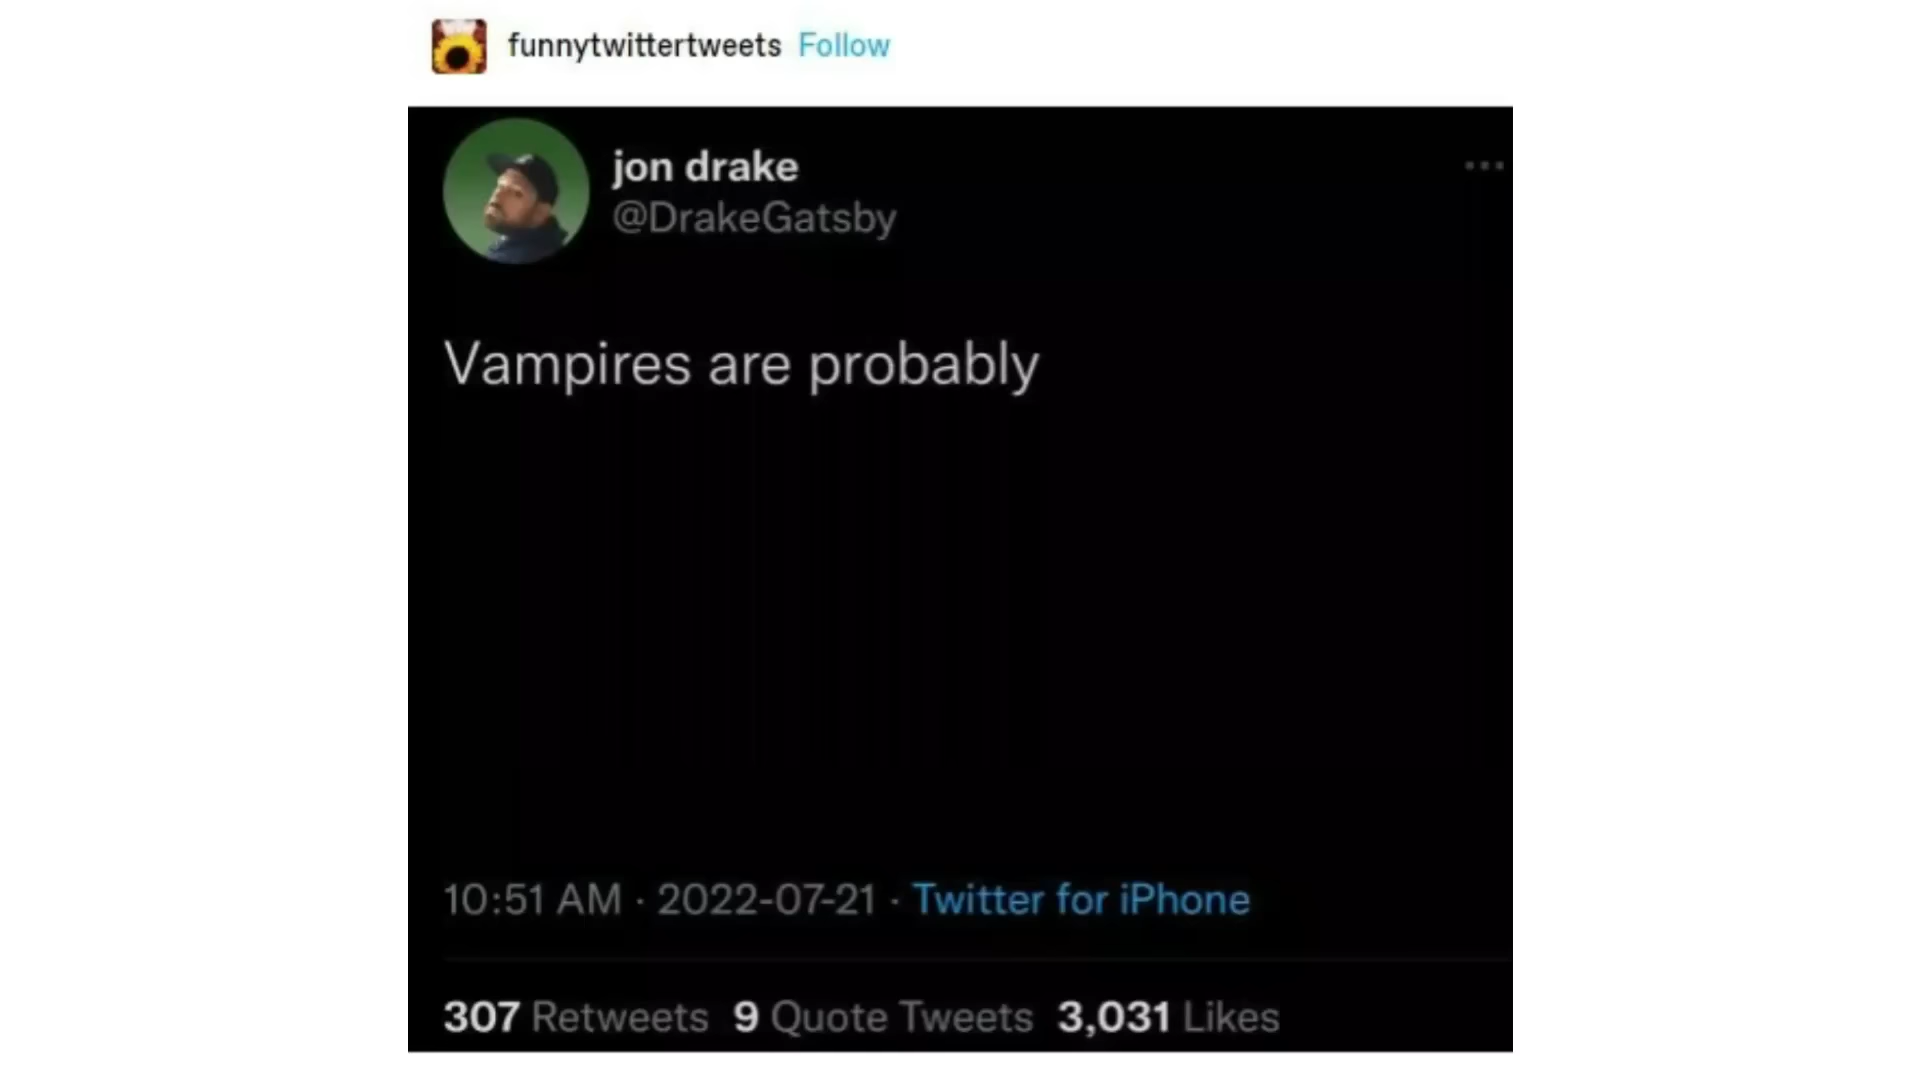 funnytwittertweets Follow
jon drake
@DrakeGatsby
Vampires are probably
10:51 AM · 2022-07-21 · Twitter for iPhone
307 Retweets 9 Quote Tweets 3,031 Likes